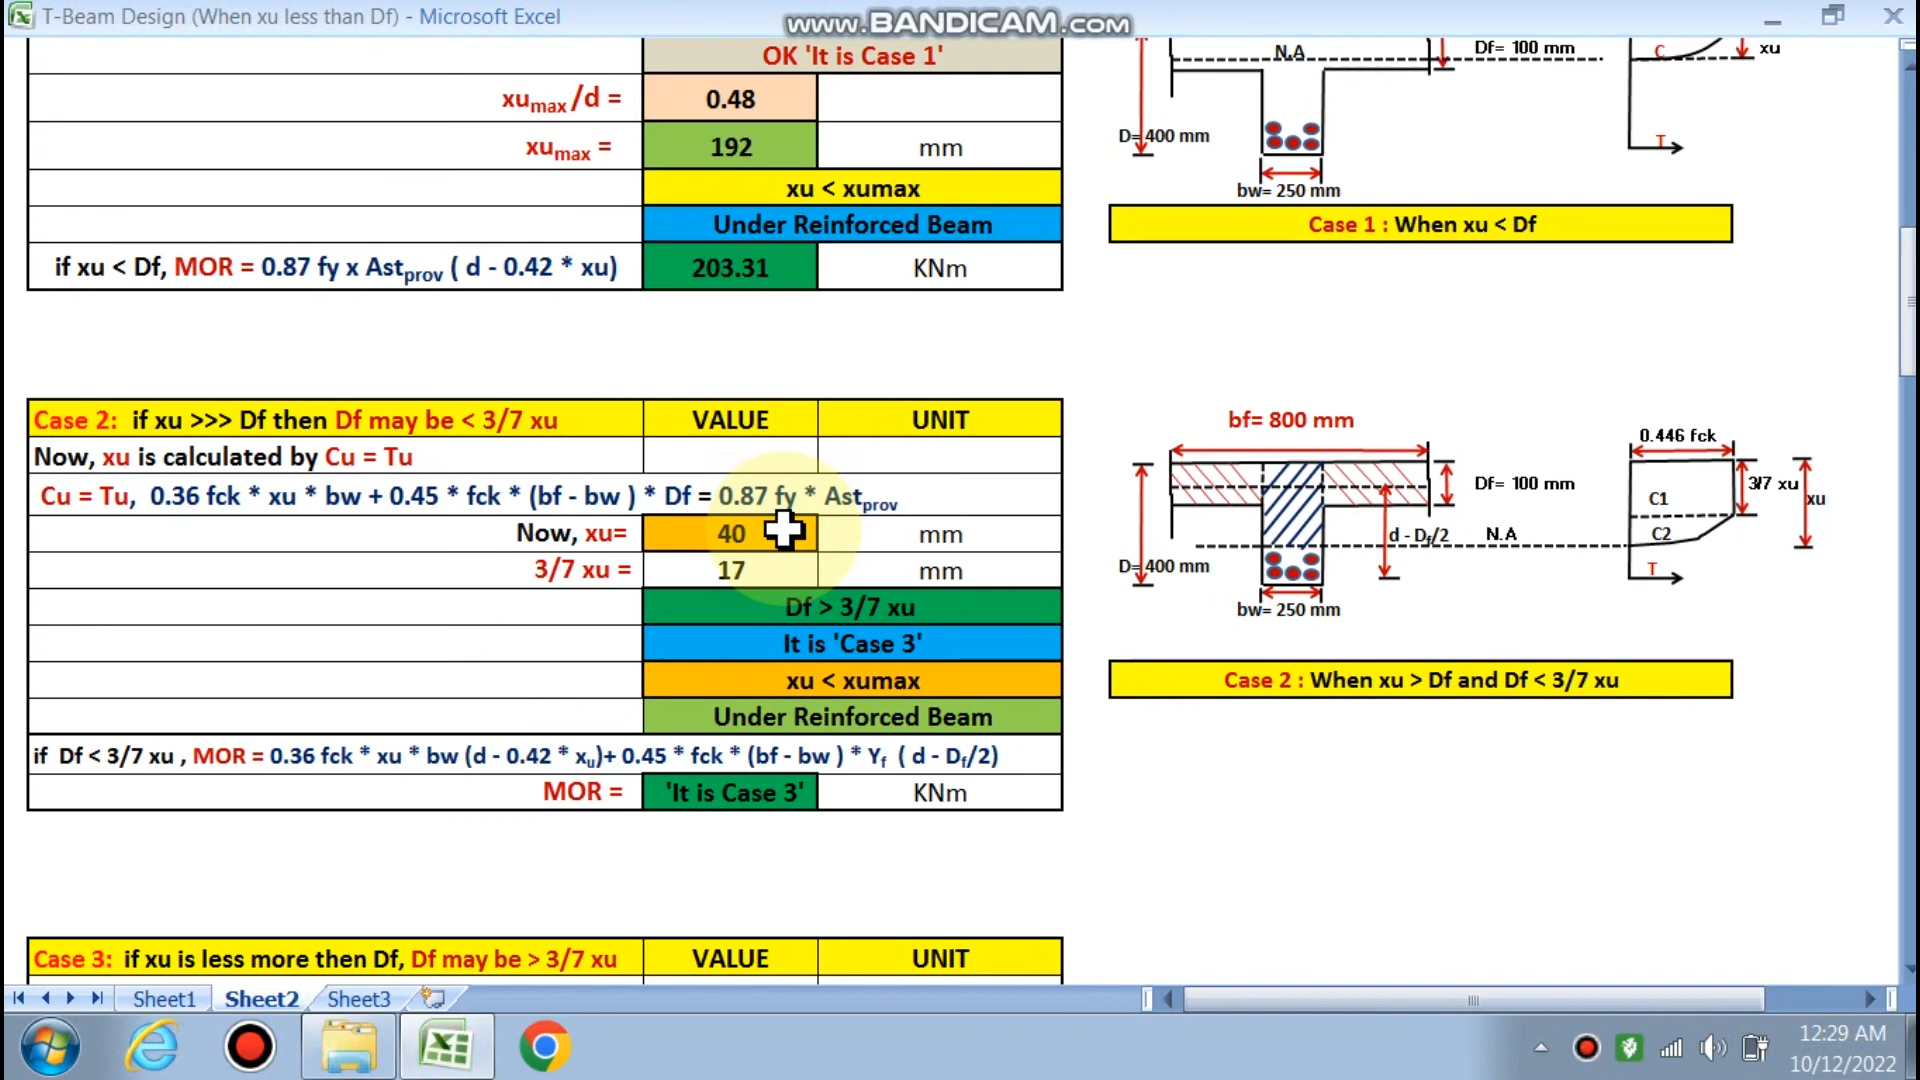 T-Beam Design (When xu less than Df) - Microsoft Excel
www.BANDICAM.com
OK 'It is Case 1'
xumax /d = 0.48
xumax = 192 mm
xu < xumax
Under Reinforced Beam
if xu < Df, MOR = 0.87 fy x Astprov ( d - 0.42 * xu) 203.31 KNm
N.A
Df= 100 mm
C
xu
D= 400 mm
T
bw= 250 mm
Case 1 : When xu < Df
Case 2: if xu >>> Df then Df may be < 3/7 xu VALUE UNIT
Now, xu is calculated by Cu = Tu
Cu = Tu, 0.36 fck * xu * bw + 0.45 * fck * (bf - bw ) * Df = 0.87 fy * Astprov
Now, xu= 40 mm
3/7 xu = 17 mm
Df > 3/7 xu
It is 'Case 3'
xu < xumax
Under Reinforced Beam
if Df < 3/7 xu , MOR = 0.36 fck * xu * bw (d - 0.42 * xu)+ 0.45 * fck * (bf - bw ) * Yf ( d - Df/2)
MOR = 'It is Case 3' KNm
bf= 800 mm
0.446 fck
Df= 100 mm
3/7 xu
xu
C1
d - Df/2
N.A
C2
D= 400 mm
T
bw= 250 mm
Case 2 : When xu > Df and Df < 3/7 xu
Case 3: if xu is less more then Df, Df may be > 3/7 xu VALUE UNIT
Sheet1 Sheet2 Sheet3
12:29 AM
10/12/2022